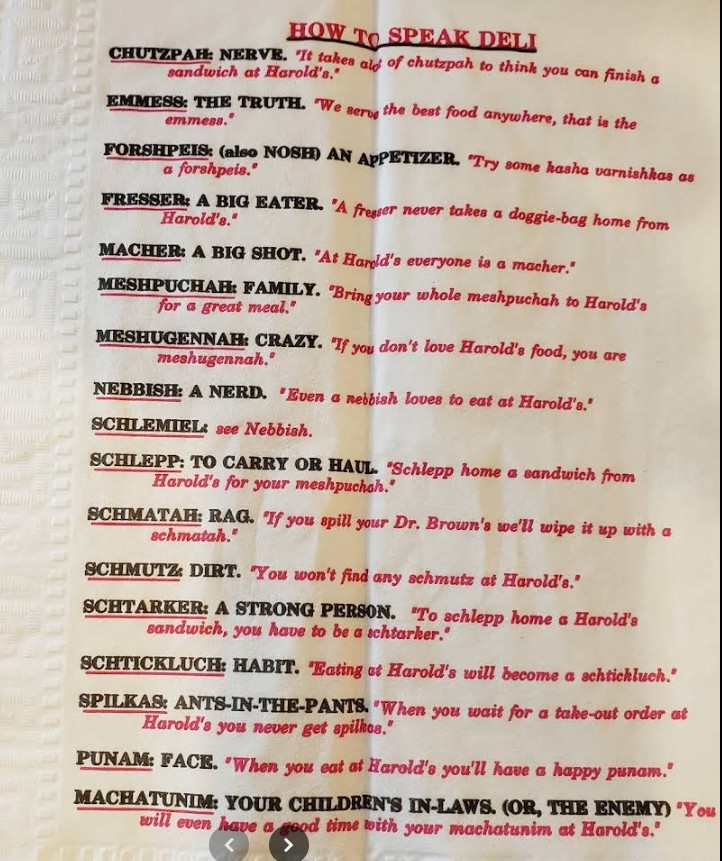 HOW TO SPEAK DELI
CHUTZPAH: NERVE. "It takes alot of chutzpah to think you can finish a
sandwich at Harold's."
EMMESS: THE TRUTH. "We serve the best food anywhere, that is the
emmess."
FORSHPEIS: (also NOSH) AN APPETIZER. "Try some kasha varnishkas as
a forshpeis."
FRESSER: A BIG EATER. "A fresser never takes a doggie-bag home from
Harold's."
MACHER: A BIG SHOT. "At Harold's everyone is a macher."
MESHPUCHAH: FAMILY. "Bring your whole meshpuchah to Harold's
for a great meal."
MESHUGENNAH: CRAZY. "If you don't love Harold's food, you are
meshugennah."
NEBBISH: A NERD. "Even a nebbish loves to eat at Harold's."
SCHLEMIEL: see Nebbish.
SCHLEPP: TO CARRY OR HAUL. "Schlepp home a sandwich from
Harold's for your meshpuchah."
SCHMATAH: RAG. "If you spill your Dr. Brown's we'll wipe it up with a
schmatah."
SCHMUTZ: DIRT. "You won't find any schmutz at Harold's."
SCHTARKER: A STRONG PERSON. "To schlepp home a Harold's
sandwich, you have to be a schtarker."
SCHTICKLUCH: HABIT. "Eating at Harold's will become a schtickluch."
SPILKAS: ANTS-IN-THE-PANTS. "When you wait for a take-out order at
Harold's you never get spilkas."
PUNAM: FACE. "When you eat at Harold's you'll have a happy punam."
MACHATUNIM: YOUR CHILDREN'S IN-LAWS. (OR, THE ENEMY) "You
will even have a good time with your machatunim at Harold's."